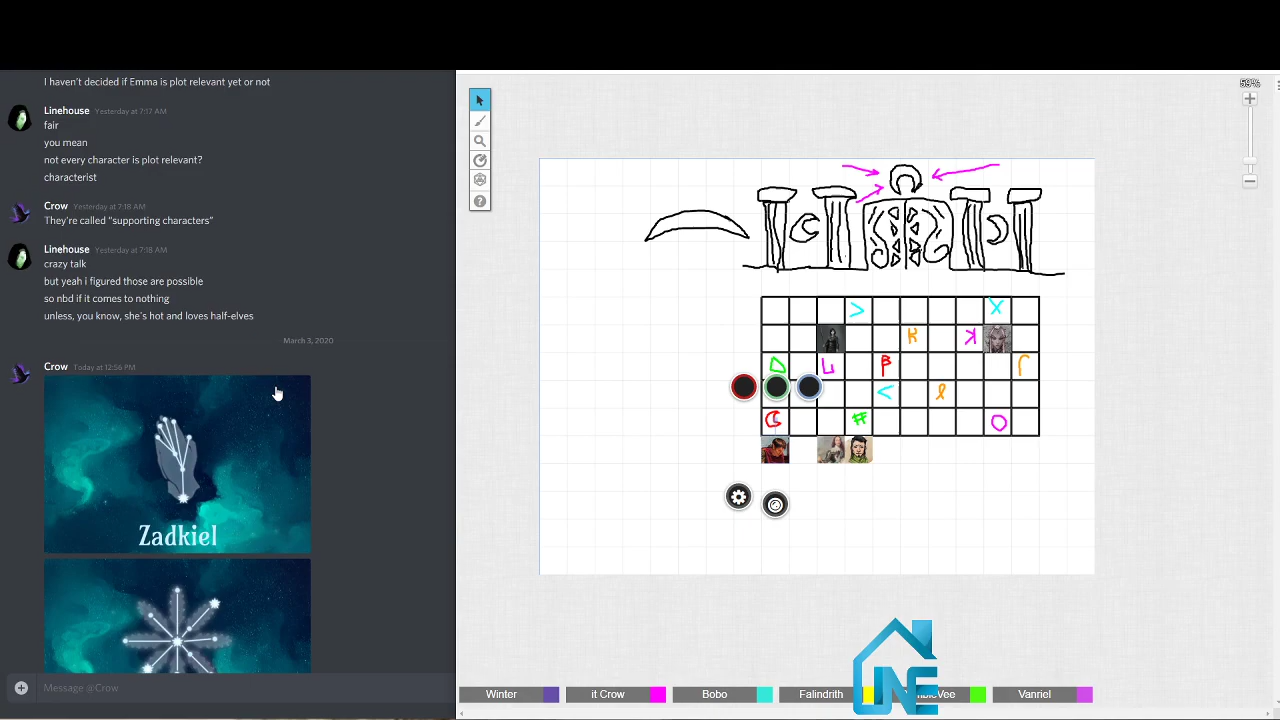 I haven't decided if Emma is plot relevant yet or not
Linehouse Yesterday at 7:17 AM
fair
you mean
not every character is plot relevant?
characterist
Crow Yesterday at 7:18 AM
They're called "supporting characters"
Linehouse Yesterday at 7:18 AM
crazy talk
but yeah i figured those are possible
so nbd if it comes to nothing
unless, you know, she's hot and loves half-elves
March 3, 2020
Crow Today at 12:56 PM
Zadkiel
Message @Crow
59%
> X
K K
D L β Γ
< l
C # O
Winter
it Crow
Bobo
Falindrith
Vee
Vanriel